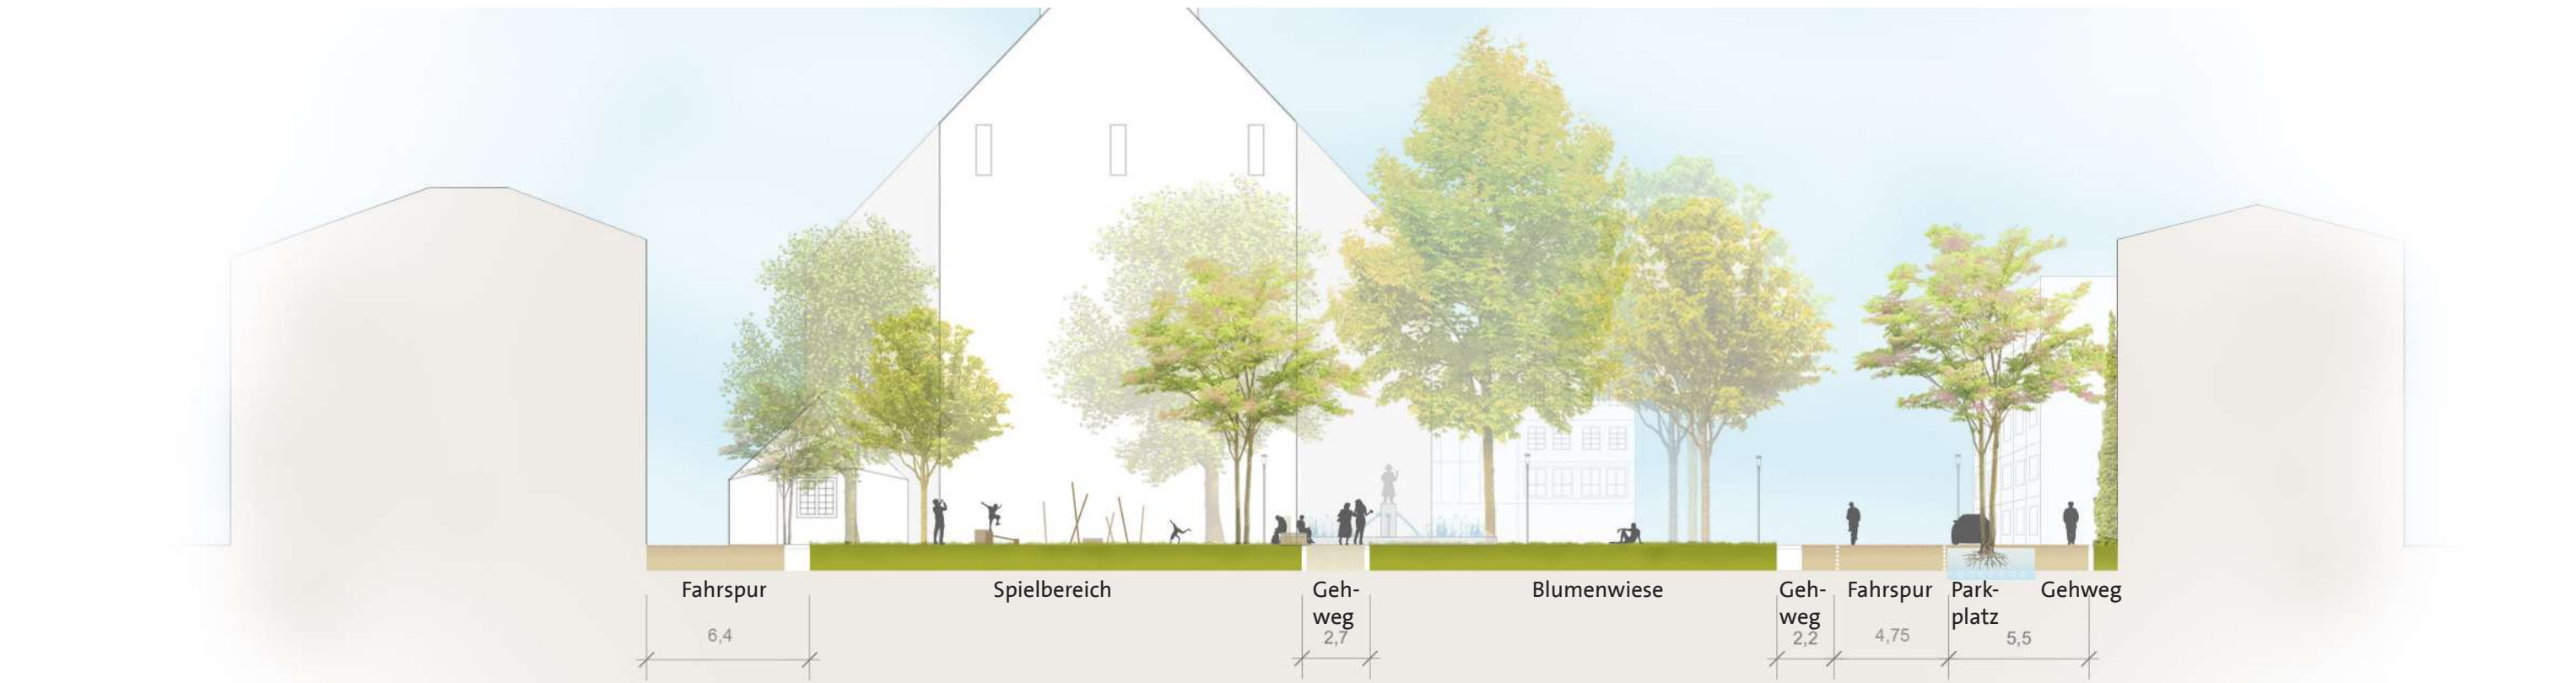 Fahrspur
Spielbereich
Geh-
weg
Blumenwiese
Geh-
weg
Fahrspur
Park-
platz
Gehweg
6,4
2,7
2,2
4,75
5,5